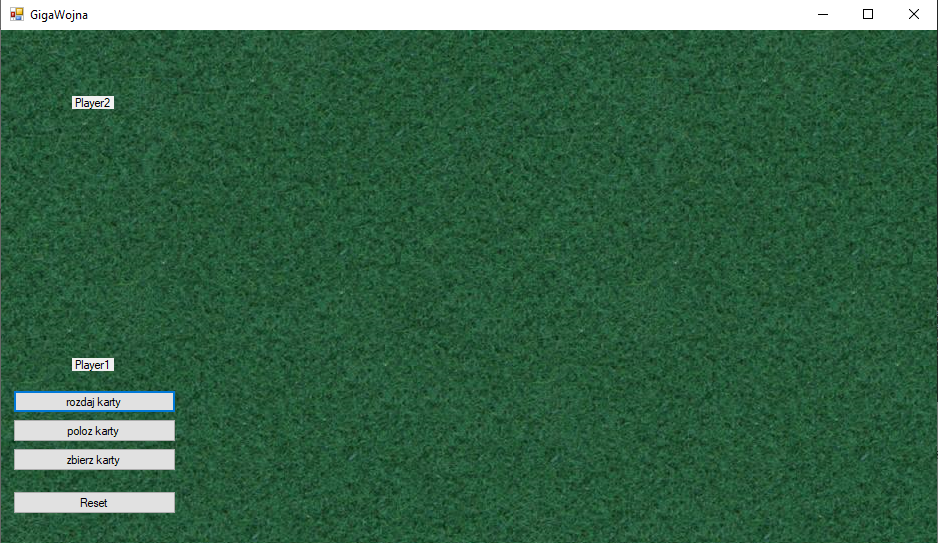 GigaWojna
Player2
Player1
rozdaj karty
poloz karty
zbierz karty
Reset